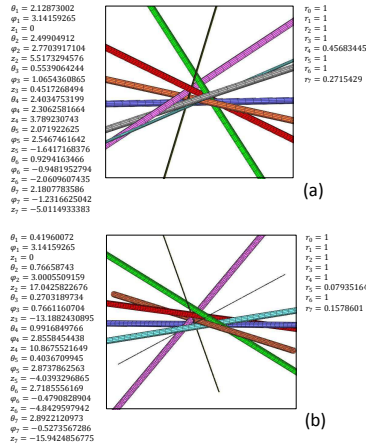 θ₁ = 2.12873002
φ₁ = 3.14159265
z₁ = 0
θ₂ = 2.49904912
φ₂ = 2.7703917104
z₂ = 5.5173294576
θ₃ = 0.5539064244
φ₃ = 1.0654360865
z₃ = 0.4517268494
θ₄ = 2.4034753199
φ₄ = 2.3062581664
z₄ = 3.789230743
θ₅ = 2.071922625
φ₅ = 2.5467461642
z₅ = −1.6417168376
θ₆ = 0.9294163466
φ₆ = −0.9481952794
z₆ = −2.0609607435
θ₇ = 2.1807783586
φ₇ = −1.2316625042
z₇ = −5.0114933383
r₀ = 1
r₁ = 1
r₂ = 1
r₃ = 1
r₄ = 0.45683445
r₅ = 1
r₆ = 1
r₇ = 0.2715429
(a)
θ₁ = 0.41960072
φ₁ = 3.14159265
z₁ = 0
θ₂ = 0.76658743
φ₂ = 3.0005509159
z₂ = 17.0425822676
θ₃ = 0.2703189734
φ₃ = 0.7661160704
z₃ = −13.1882430895
θ₄ = 0.9916849766
φ₄ = 2.8558454438
z₄ = 10.8675521649
θ₅ = 0.4036709945
φ₅ = 2.8737862563
z₅ = −4.0393296865
θ₆ = 2.7185556169
φ₆ = −0.4790828904
z₆ = −4.8429597942
θ₇ = 2.8922120973
φ₇ = −0.5273567286
z₇ = −15.9424856775
r₀ = 1
r₁ = 1
r₂ = 1
r₃ = 1
r₄ = 1
r₅ = 0.07935164
r₆ = 1
r₇ = 0.1578601
(b)